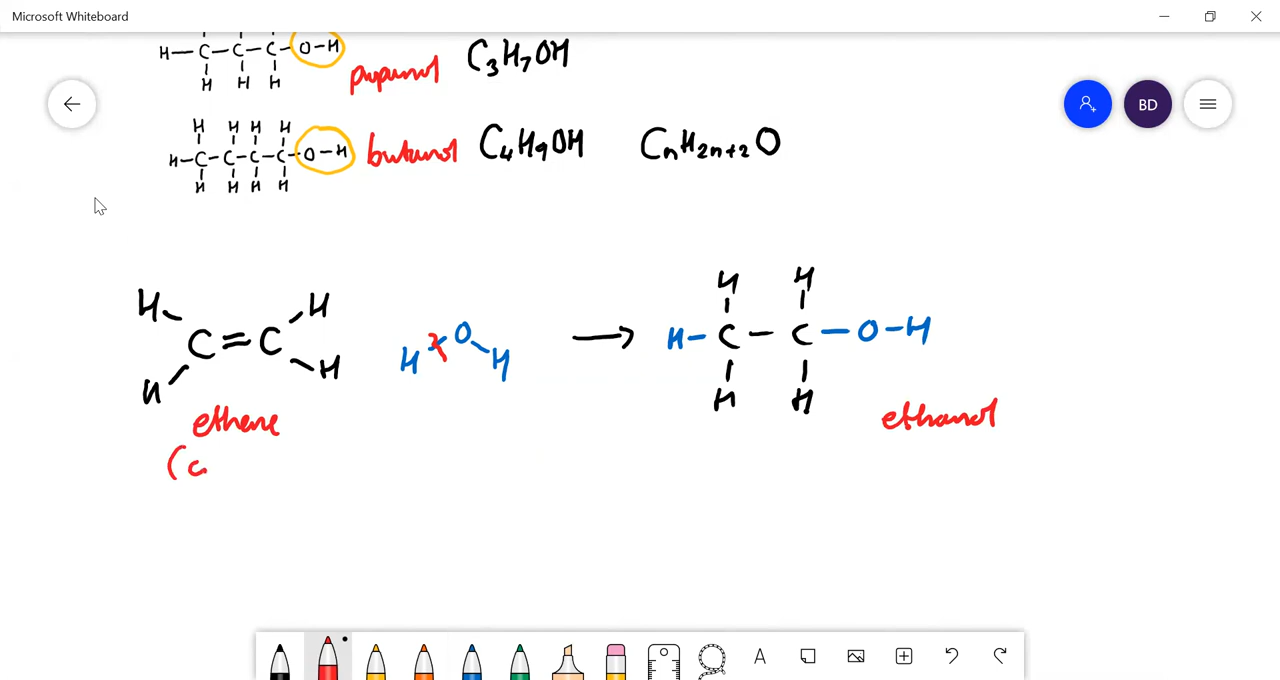 Microsoft Whiteboard
H-C-C-C-O-H
H H H
propanol C3H7OH
BD
H H H H
H-C-C-C-C-O-H butanol C4H9OH CnH2n+2O
H H H H
H H H H
C=C H O H → H-C-C-O-H
H H H H
ethene ethanol
(c
A